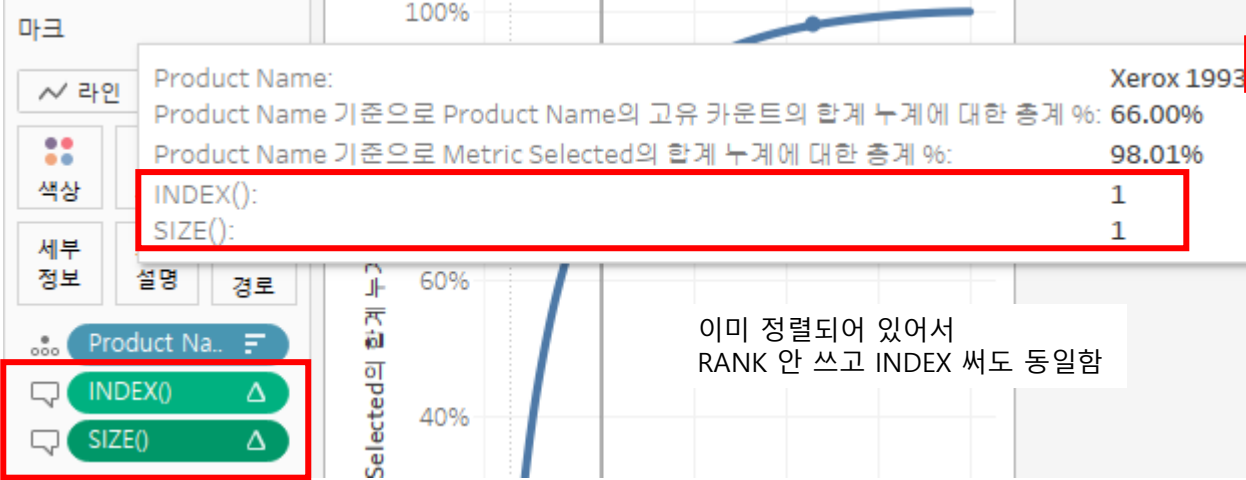 마크
라인
색상
세부
정보
설명
경로
Product Na..
INDEX()
SIZE()
100%
Product Name: Xerox 1993
Product Name 기준으로 Product Name의 고유 카운트의 합계 누계에 대한 총계 %: 66.00%
Product Name 기준으로 Metric Selected의 합계 누계에 대한 총계 %: 98.01%
INDEX(): 1
SIZE(): 1
60%
40%
Selected의 합계 누
이미 정렬되어 있어서
RANK 안 쓰고 INDEX 써도 동일함